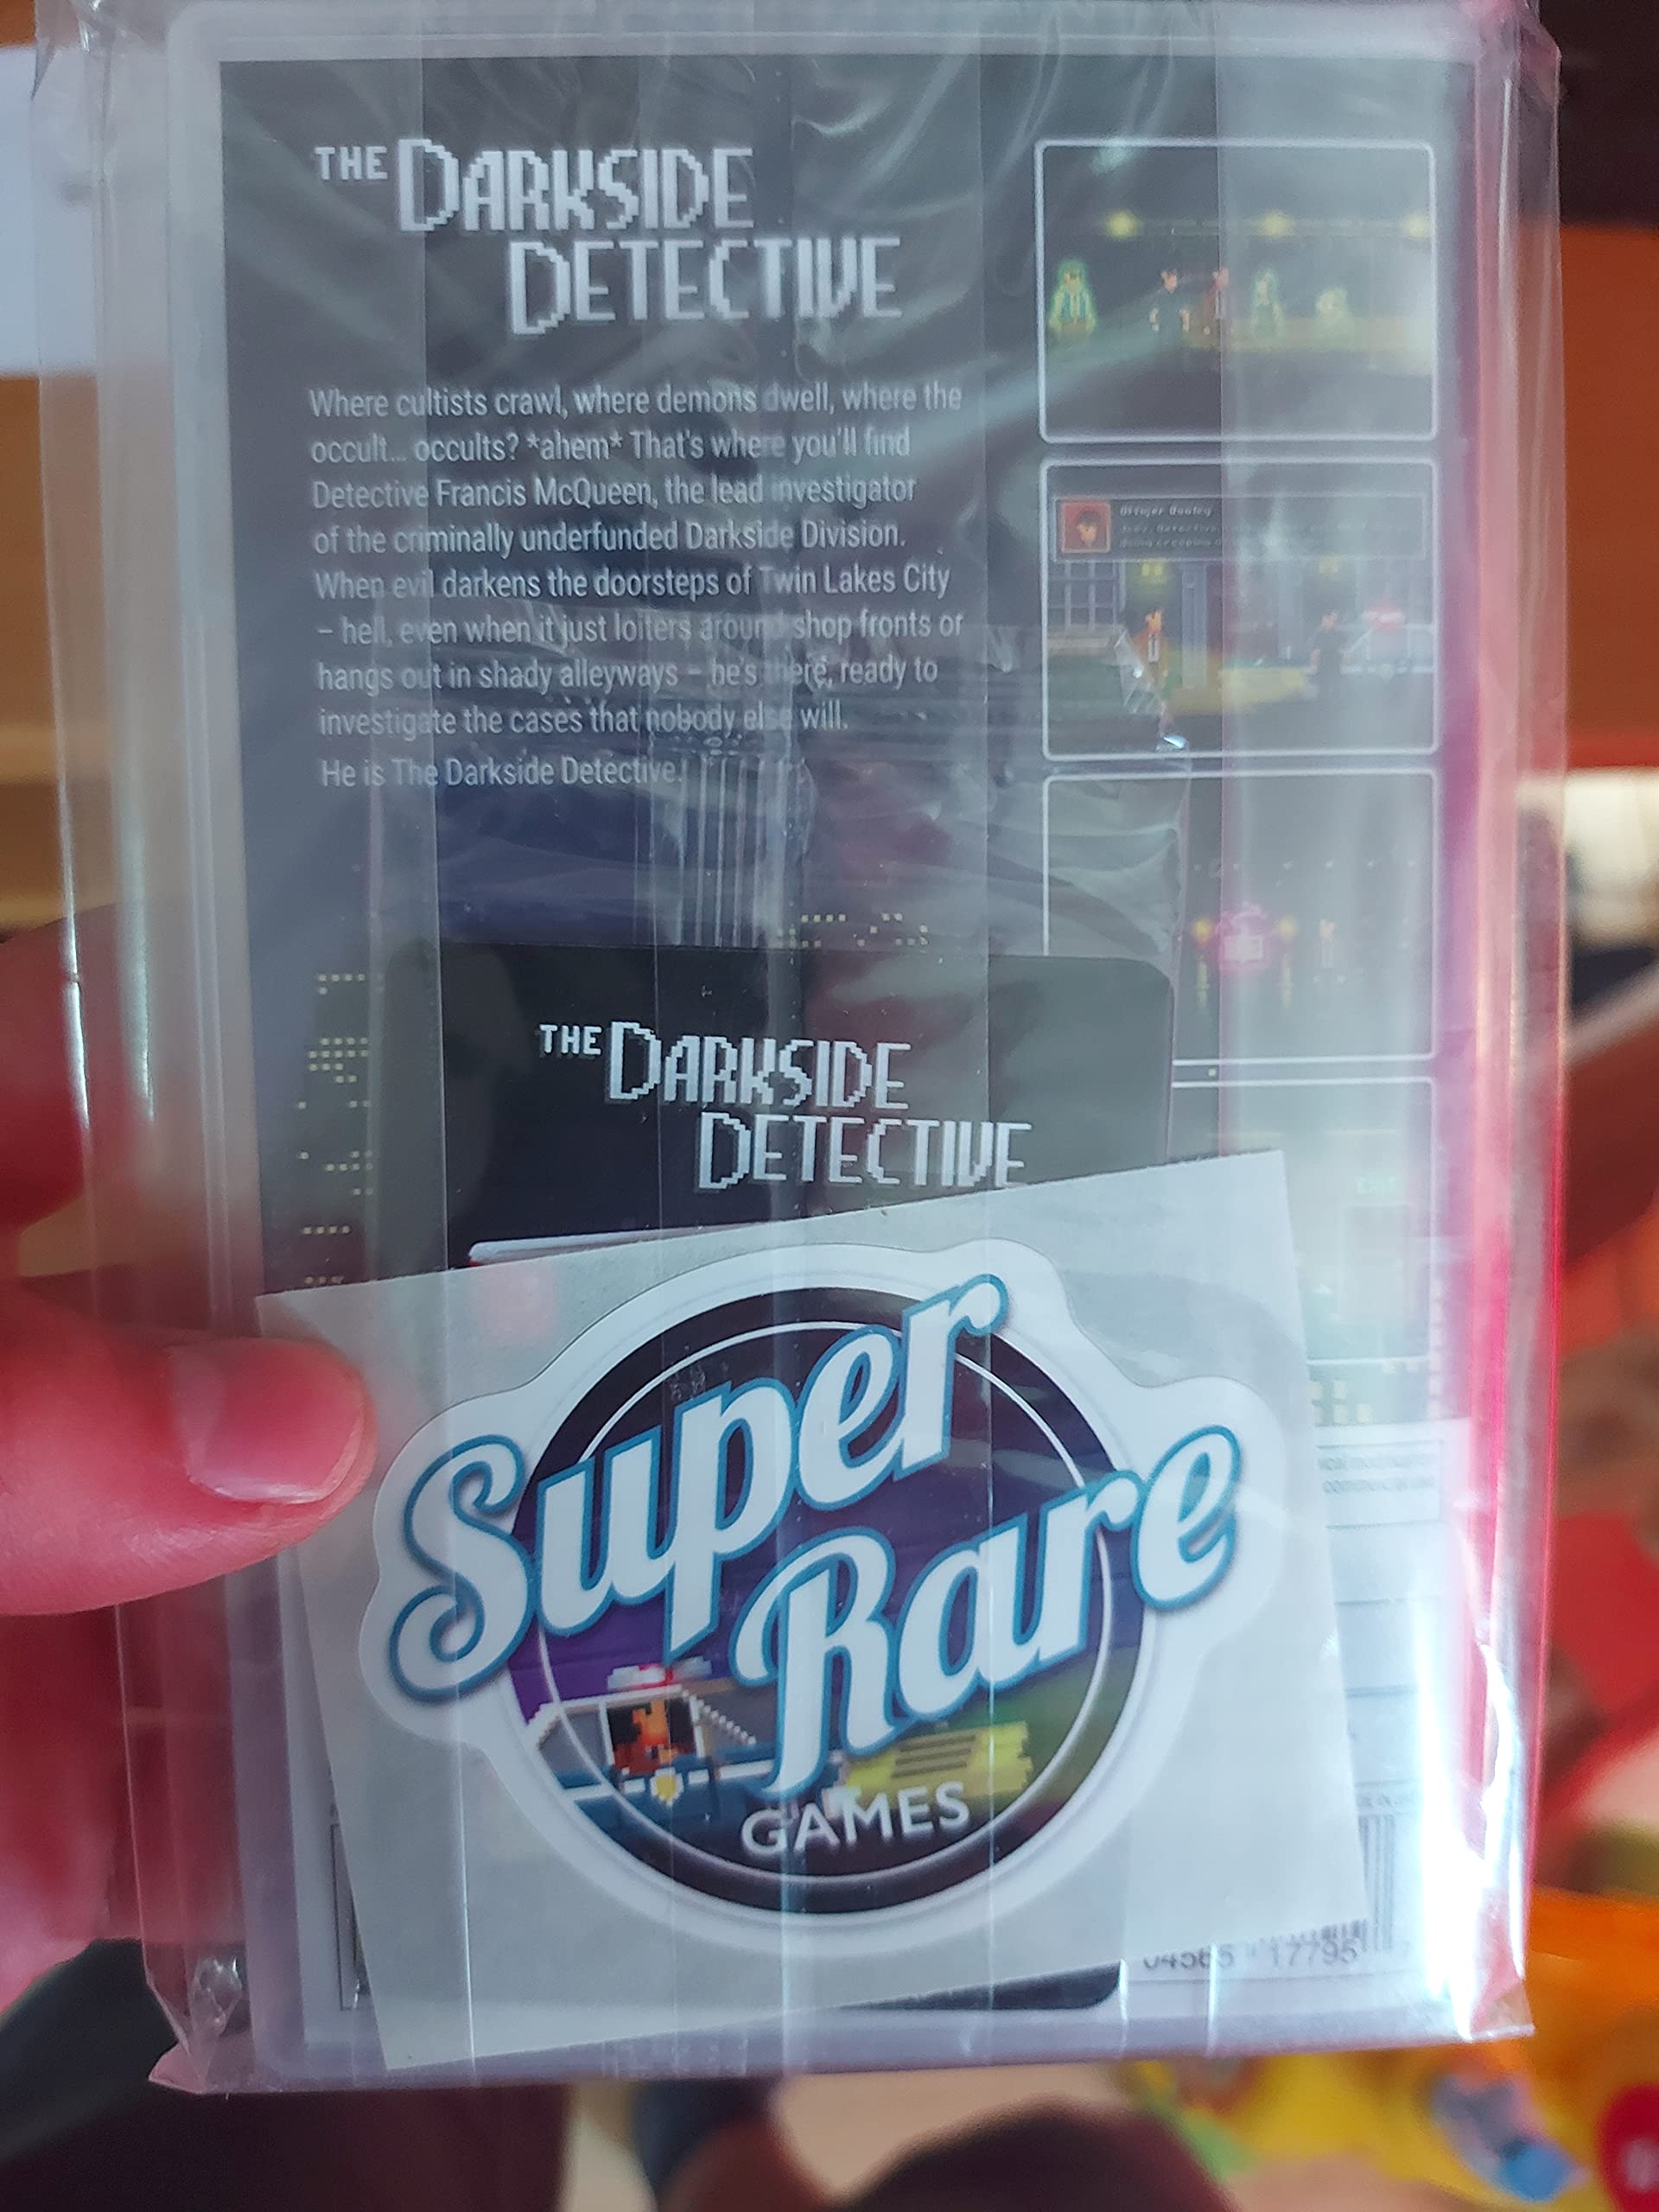 THE DARKSIDE
DETECTIVE
Where cultists crawl, where demons dwell, where the
occult... occults? *ahem* That's where you'll find
Detective Francis McQueen, the lead investigator
of the criminally underfunded Darkside Division.
When evil darkens the doorsteps of Twin Lakes City
– hell, even when it just loiters around shop fronts or
hangs out in shady alleyways – he's there, ready to
investigate the cases that nobody else will.
He is The Darkside Detective!
Officer Dooley
THE DARKSIDE
DETECTIVE
Super
Rare
GAMES
04565 17795